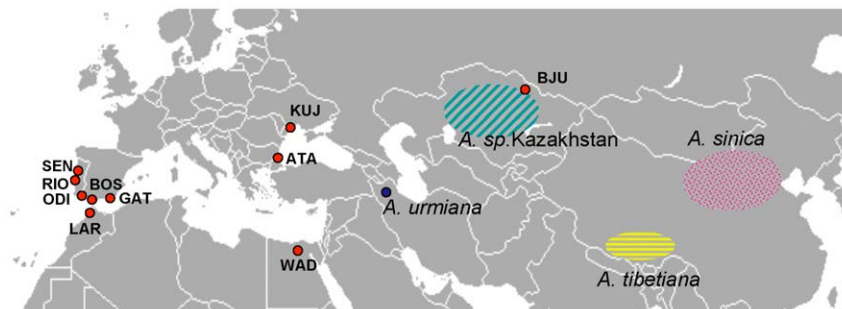 BJU
KUJ
A. sp.Kazakhstan
A. sinica
SEN
ATA
RIO
BOS
ODI
GAT
A. urmiana
LAR
WAD
A. tibetiana